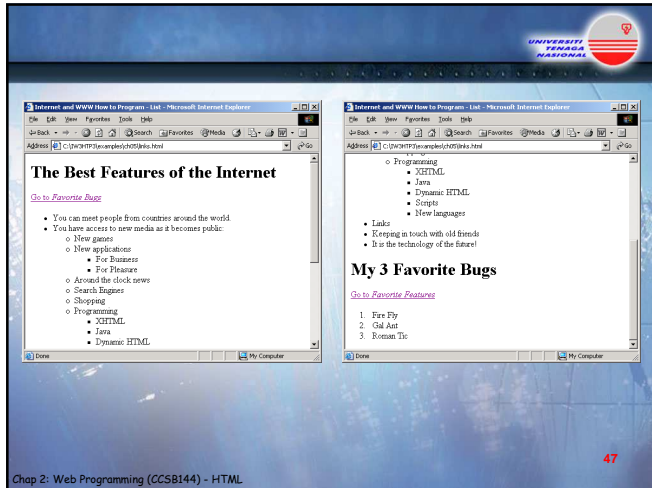 UNIVERSITI
TENAGA
NASIONAL
Internet and WWW How to Program - List - Microsoft Internet Explorer
File Edit View Favorites Tools Help
Back Search Favorites Media
Address C:\IW3HTP3\examples\ch05\links.html Go
The Best Features of the Internet
Go to Favorite Bugs
You can meet people from countries around the world.
You have access to new media as it becomes public:
New games
New applications
For Business
For Pleasure
Around the clock news
Search Engines
Shopping
Programming
XHTML
Java
Dynamic HTML
Done My Computer
Internet and WWW How to Program - List - Microsoft Internet Explorer
File Edit View Favorites Tools Help
Back Search Favorites Media
Address C:\IW3HTP3\examples\ch05\links.html Go
Programming
XHTML
Java
Dynamic HTML
Scripts
New languages
Links
Keeping in touch with old friends
It is the technology of the future!
My 3 Favorite Bugs
Go to Favorite Features
1. Fire Fly
2. Gal Ant
3. Roman Tic
Done My Computer
47
Chap 2: Web Programming (CCSB144) - HTML